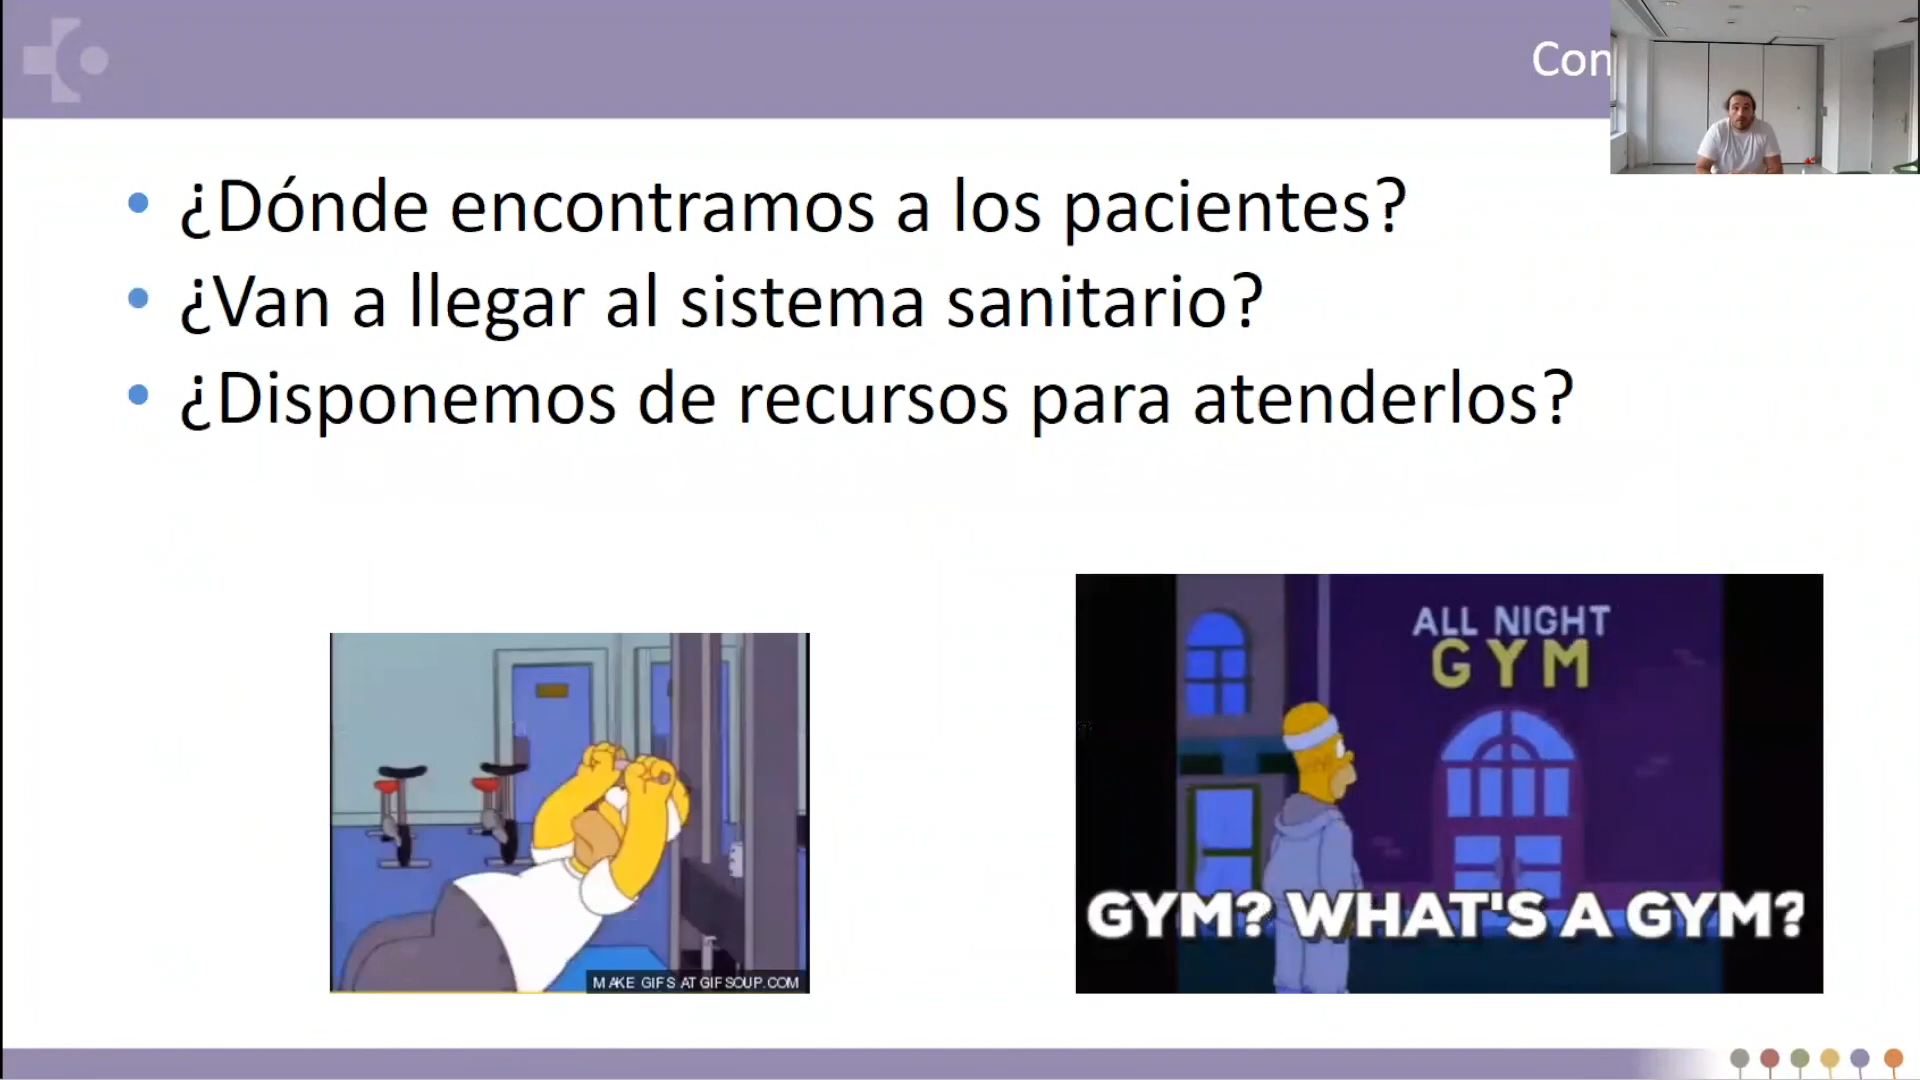 Con
¿Dónde encontramos a los pacientes?
¿Van a llegar al sistema sanitario?
¿Disponemos de recursos para atenderlos?
ALL NIGHT
GYM
GYM? WHAT'S A GYM?
MAKE GIFS AT GIFSOUP.COM